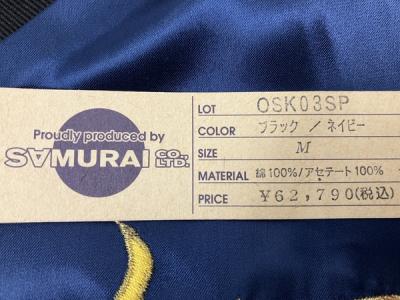 Proudly produced by
SAMURAI CO., LTD.
LOT OSK03SP
COLOR ブラック / ネイビー
SIZE M
MATERIAL 綿100%/アセテート100%
PRICE ¥62,790(税込)